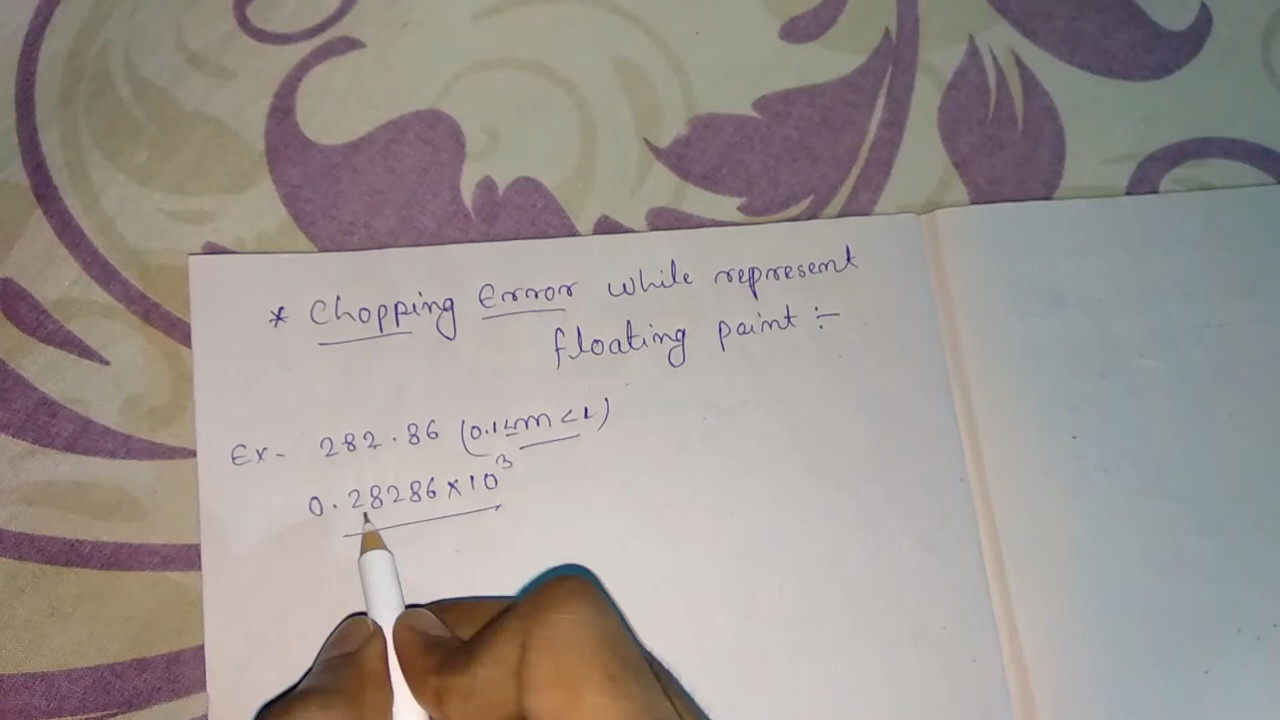 * Chopping Error while represent
floating paint :-
Ex- 282.86 (0.1≤m<1)
0.28286×10³